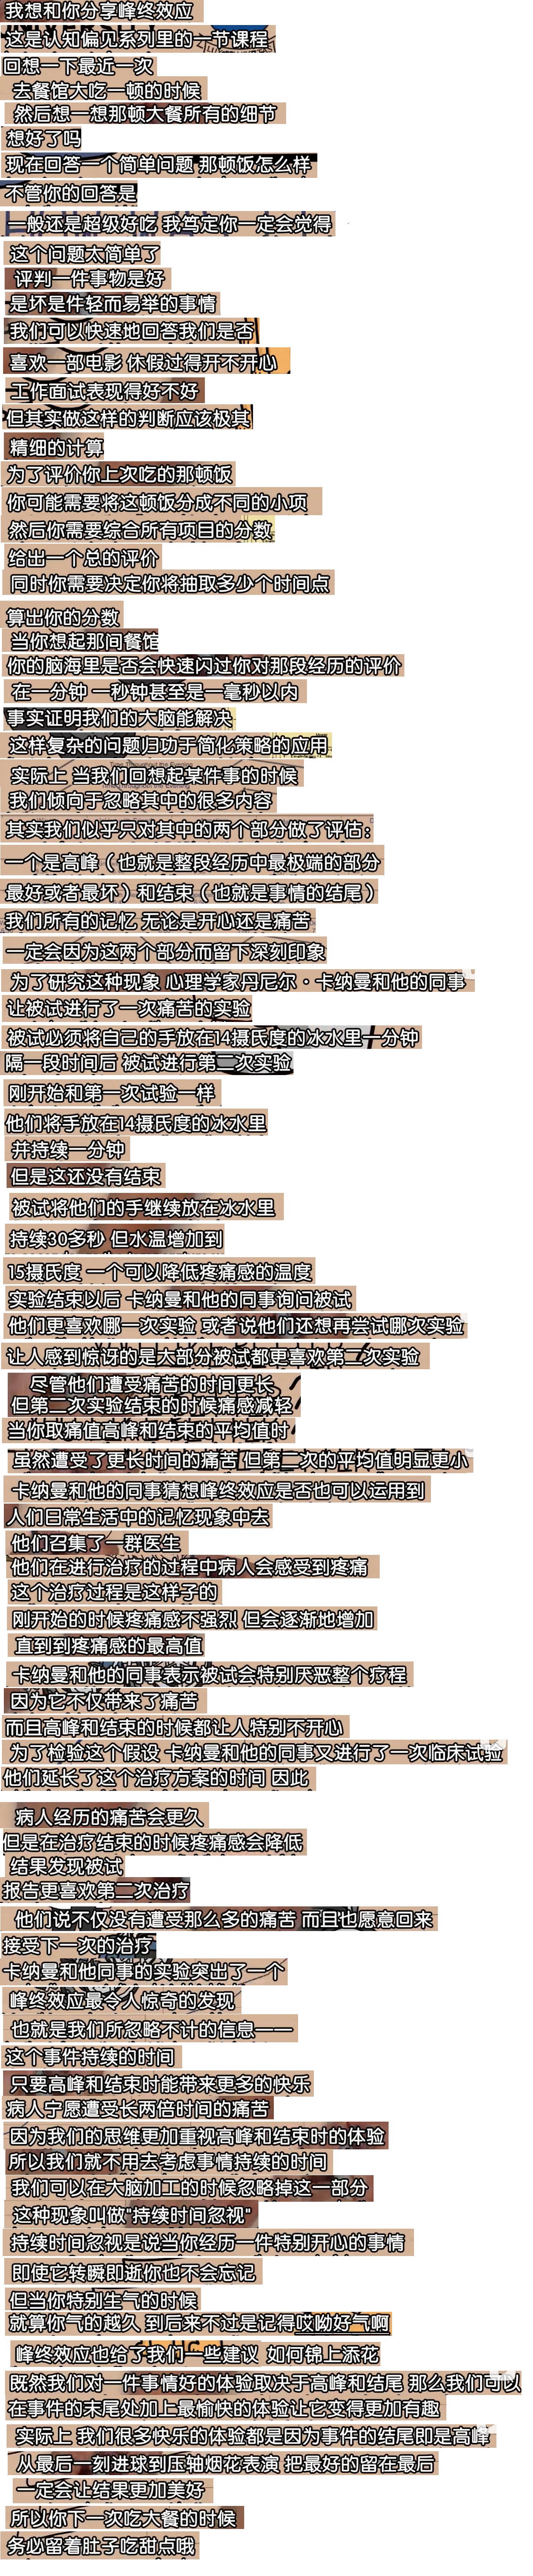 我想和你分享峰终效应
这是认知偏见系列里的一节课程
回想一下最近一次
去餐馆大吃一顿的时候
然后想一想那顿大餐所有的细节
想好了吗
现在回答一个简单问题 那顿饭怎么样
不管你的回答是
一般还是超级好吃 我笃定你一定会觉得
这个问题太简单了
评判一件事物是好
是坏是件轻而易举的事情
我们可以快速地回答我们是否
喜欢一部电影 休假过得开不开心
工作面试表现得好不好
但其实做这样的判断应该极其
精细的计算
为了评价你上次吃的那顿饭
你可能需要将这顿饭分成不同的小项
然后你需要综合所有项目的分数
给出一个总的评价
同时你需要决定你将抽取多少个时间点
算出你的分数
当你想起那间餐馆
你的脑海里是否会快速闪过你对那段经历的评价
在一分钟 一秒钟甚至是一毫秒以内
事实证明我们的大脑能解决
这样复杂的问题归功于简化策略的应用
实际上 当我们回想起某件事的时候
我们倾向于忽略其中的很多内容
其实我们似乎只对其中的两个部分做了评估：
一个是高峰（也就是整段经历中最极端的部分
最好或者最坏）和结束（也就是事情的结尾）
我们所有的记忆 无论是开心还是痛苦
一定会因为这两个部分而留下深刻印象
为了研究这种现象 心理学家丹尼尔·卡纳曼和他的同事
让被试进行了一次痛苦的实验
被试必须将自己的手放在14摄氏度的冰水里一分钟
隔一段时间后 被试进行第二次实验
刚开始和第一次试验一样
他们将手放在14摄氏度的冰水里
并持续一分钟
但是这还没有结束
被试将他们的手继续放在冰水里
持续30多秒 但水温增加到
15摄氏度 一个可以降低疼痛感的温度
实验结束以后 卡纳曼和他的同事询问被试
他们更喜欢哪一次实验 或者说他们还想再尝试哪次实验
让人感到惊讶的是大部分被试都更喜欢第二次实验
尽管他们遭受痛苦的时间更长
但第二次实验结束的时候痛感减轻
当你取痛值高峰和结束的平均值时
虽然遭受了更长时间的痛苦 但第二次的平均值明显更小
卡纳曼和他的同事猜想峰终效应是否也可以运用到
人们日常生活中的记忆现象中去
他们召集了一群医生
他们在进行治疗的过程中病人会感受到疼痛
这个治疗过程是这样子的
刚开始的时候疼痛感不强烈 但会逐渐地增加
直到到疼痛感的最高值
卡纳曼和他的同事表示被试会特别厌恶整个疗程
因为它不仅带来了痛苦
而且高峰和结束的时候都让人特别不开心
为了检验这个假设 卡纳曼和他的同事又进行了一次临床试验
他们延长了这个治疗方案的时间 因此
病人经历的痛苦会更久
但是在治疗结束的时候疼痛感会降低
结果发现被试
报告更喜欢第二次治疗
他们说不仅没有遭受那么多的痛苦 而且也愿意回来
接受下一次的治疗
卡纳曼和他同事的实验突出了一个
峰终效应最令人惊奇的发现
也就是我们所忽略不计的信息——
这个事件持续的时间
只要高峰和结束时能带来更多的快乐
病人宁愿遭受长两倍时间的痛苦
因为我们的思维更加重视高峰和结束时的体验
所以我们就不用去考虑事情持续的时间
我们可以在大脑加工的时候忽略掉这一部分
这种现象叫做"持续时间忽视"
持续时间忽视是说当你经历一件特别开心的事情
即使它转瞬即逝你也不会忘记
但当你特别生气的时候
就算你气的越久 到后来不过是记得哎呦好气啊
峰终效应也给了我们一些建议 如何锦上添花
既然我们对一件事情好的体验取决于高峰和结尾 那么我们可以
在事件的末尾处加上最愉快的体验让它变得更加有趣
实际上 我们很多快乐的体验都是因为事件的结尾即是高峰
从最后一刻进球到压轴烟花表演 把最好的留在最后
一定会让结果更加美好
所以你下一次吃大餐的时候
务必留着肚子吃甜点哦